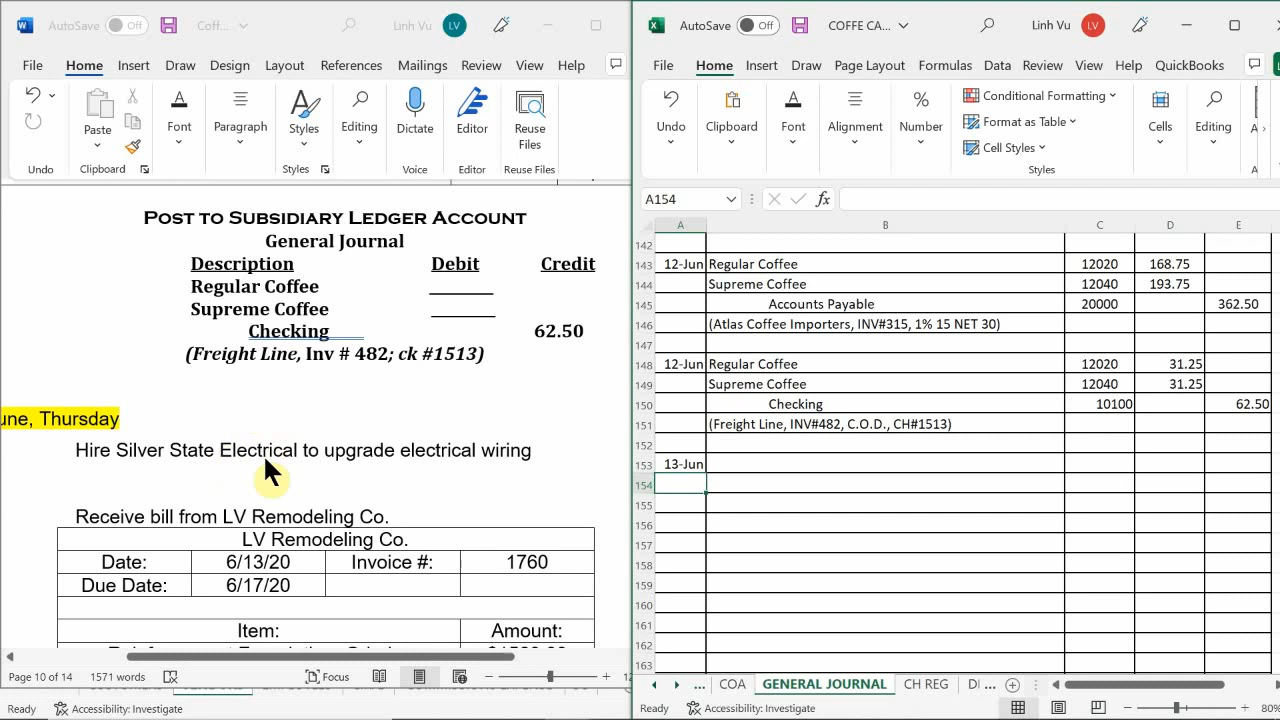 AutoSave Off Coff... Linh Vu LV
File Home Insert Draw Design Layout References Mailings Review View Help
Paste Font Paragraph Styles Editing Dictate Editor Reuse Files
Undo Clipboard Styles Voice Editor Reuse Files
POST TO SUBSIDIARY LEDGER ACCOUNT
General Journal
Description Debit Credit
Regular Coffee
Supreme Coffee
Checking 62.50
(Freight Line, Inv # 482; ck #1513)
une, Thursday
Hire Silver State Electrical to upgrade electrical wiring
Receive bill from LV Remodeling Co.
LV Remodeling Co.
Date: 6/13/20 Invoice #: 1760
Due Date: 6/17/20
Item: Amount:
Page 10 of 14 1571 words Focus
Ready Accessibility: Investigate
AutoSave Off COFFE CA... Linh Vu LV
File Home Insert Draw Page Layout Formulas Data Review View Help QuickBooks
Undo Clipboard Font Alignment Number Conditional Formatting Format as Table Cell Styles Cells Editing
Styles
A154 fx
A B C D E
142
143 12-Jun Regular Coffee 12020 168.75
144 Supreme Coffee 12040 193.75
145 Accounts Payable 20000 362.50
146 (Atlas Coffee Importers, INV#315, 1% 15 NET 30)
147
148 12-Jun Regular Coffee 12020 31.25
149 Supreme Coffee 12040 31.25
150 Checking 10100 62.50
151 (Freight Line, INV#482, C.O.D., CH#1513)
152
153 13-Jun
154
155
156
157
158
159
160
161
162
163
... COA GENERAL JOURNAL CH REG DI ...
Ready Accessibility: Investigate 80%